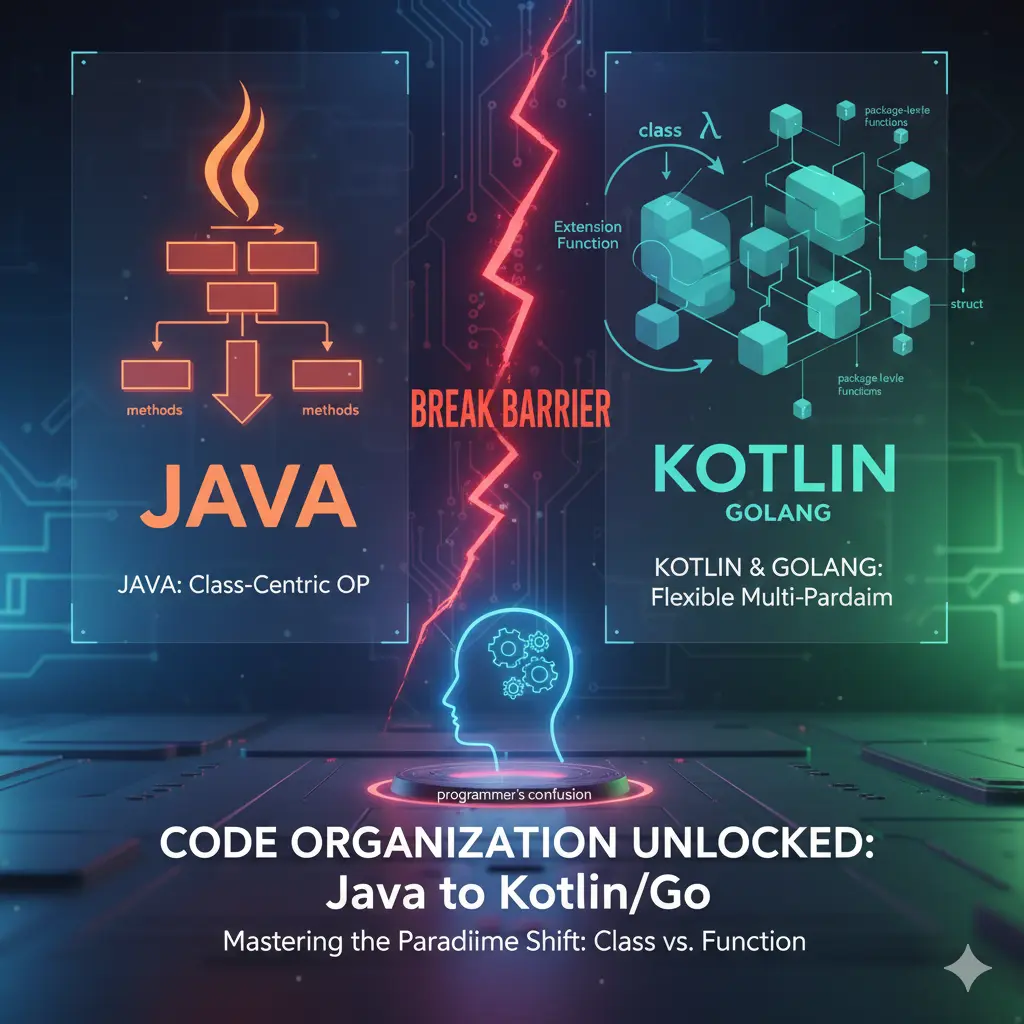 methods
methods
JAVA
JAVA: Class-Centric OP
BREAK BARRIER
class λ
package-levle
functions
Extension
Function
struct
package levle
functions
KOTLIN
GOLANG
KOTLIN & GOLANG:
Flexible Multi-Pardaim
programmer's confusion
CODE ORGANIZATION UNLOCKED:
Java to Kotlin/Go
Mastering the Paradiime Shift: Class vs. Function